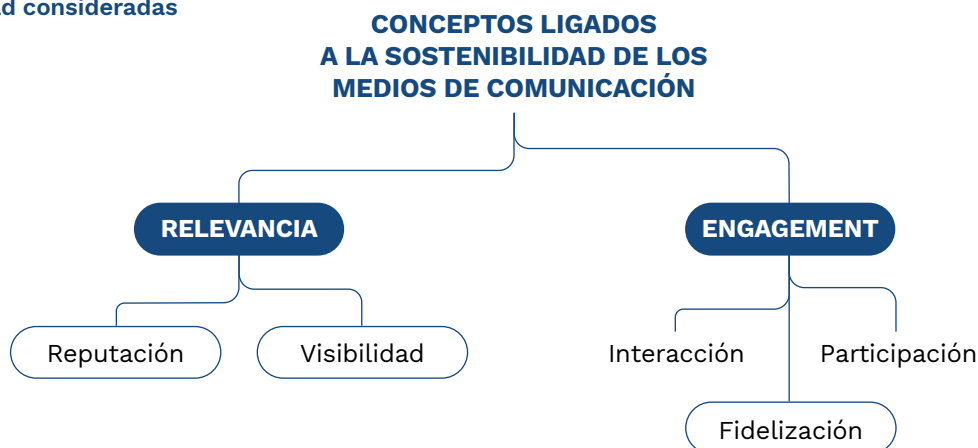 consideradas
CONCEPTOS LIGADOS
A LA SOSTENIBILIDAD DE LOS
MEDIOS DE COMUNICACIÓN
RELEVANCIA
ENGAGEMENT
Reputación
Visibilidad
Interacción
Participación
Fidelización